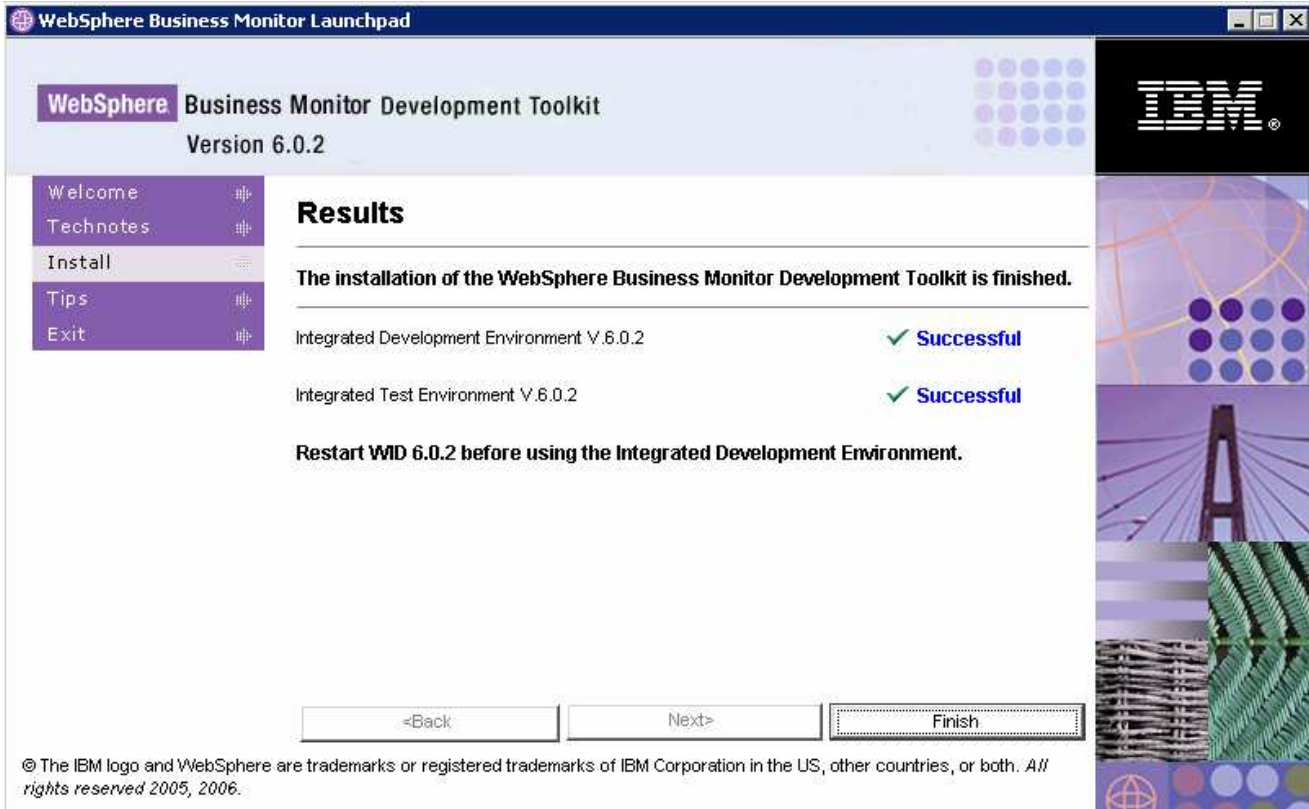 WebSphere Business Monitor Launchpad
WebSphere Business Monitor Development Toolkit
Version 6.0.2
IBM®
Welcome
Technotes
Install
Tips
Exit
Results
The installation of the WebSphere Business Monitor Development Toolkit is finished.
Integrated Development Environment V.6.0.2 Successful
Integrated Test Environment V.6.0.2 Successful
Restart WID 6.0.2 before using the Integrated Development Environment.
<Back Next> Finish
© The IBM logo and WebSphere are trademarks or registered trademarks of IBM Corporation in the US, other countries, or both. All
rights reserved 2005, 2006.